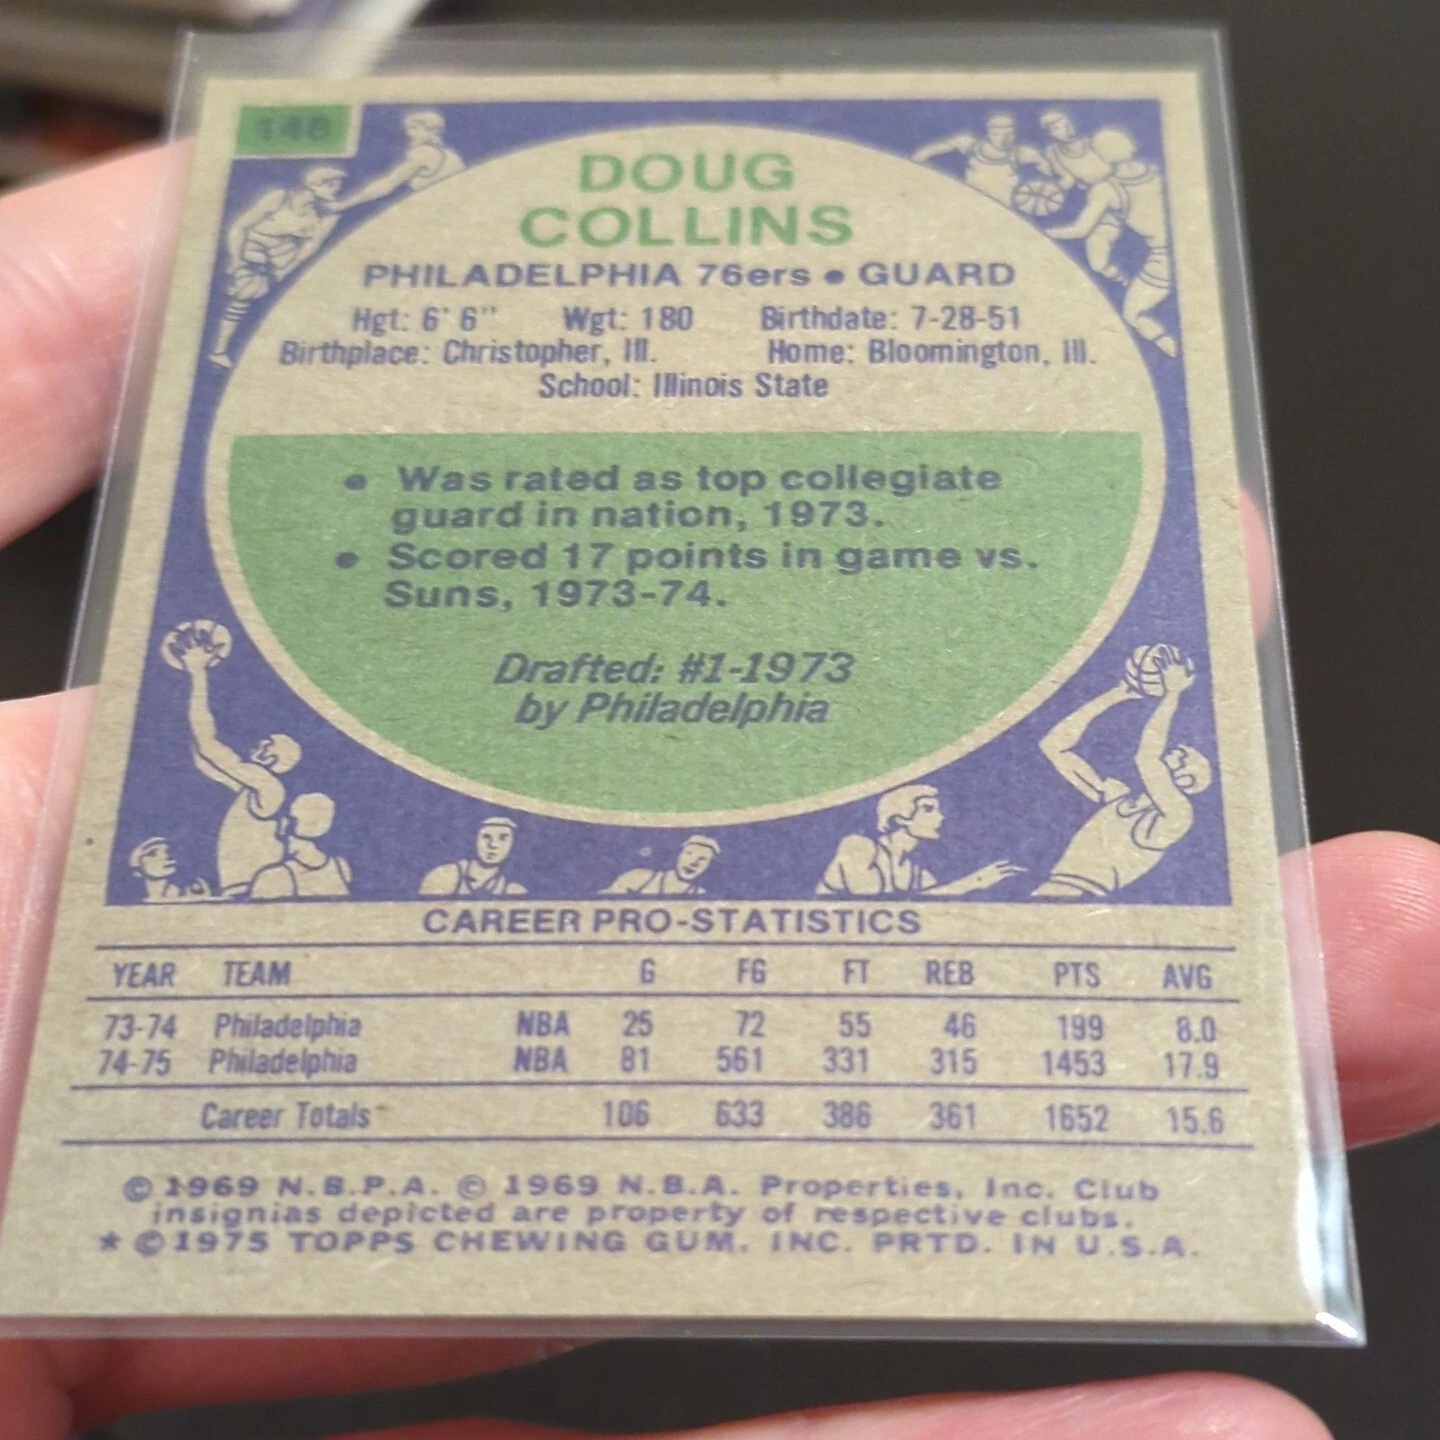 148
DOUG
COLLINS
PHILADELPHIA 76ers • GUARD
Hgt: 6' 6" Wgt: 180 Birthdate: 7-28-51
Birthplace: Christopher, Ill. Home: Bloomington, Ill.
School: Illinois State
• Was rated as top collegiate
guard in nation, 1973.
• Scored 17 points in game vs.
Suns, 1973-74.
Drafted: #1-1973
by Philadelphia
CAREER PRO-STATISTICS
YEAR TEAM G FG FT REB PTS AVG
73-74 Philadelphia NBA 25 72 55 46 199 8.0
74-75 Philadelphia NBA 81 561 331 315 1453 17.9
Career Totals 106 633 386 361 1652 15.6
© 1969 N.B.P.A. © 1969 N.B.A. Properties, Inc. Club
insignias depicted are property of respective clubs.
* © 1975 TOPPS CHEWING GUM, INC. PRTD. IN U.S.A.